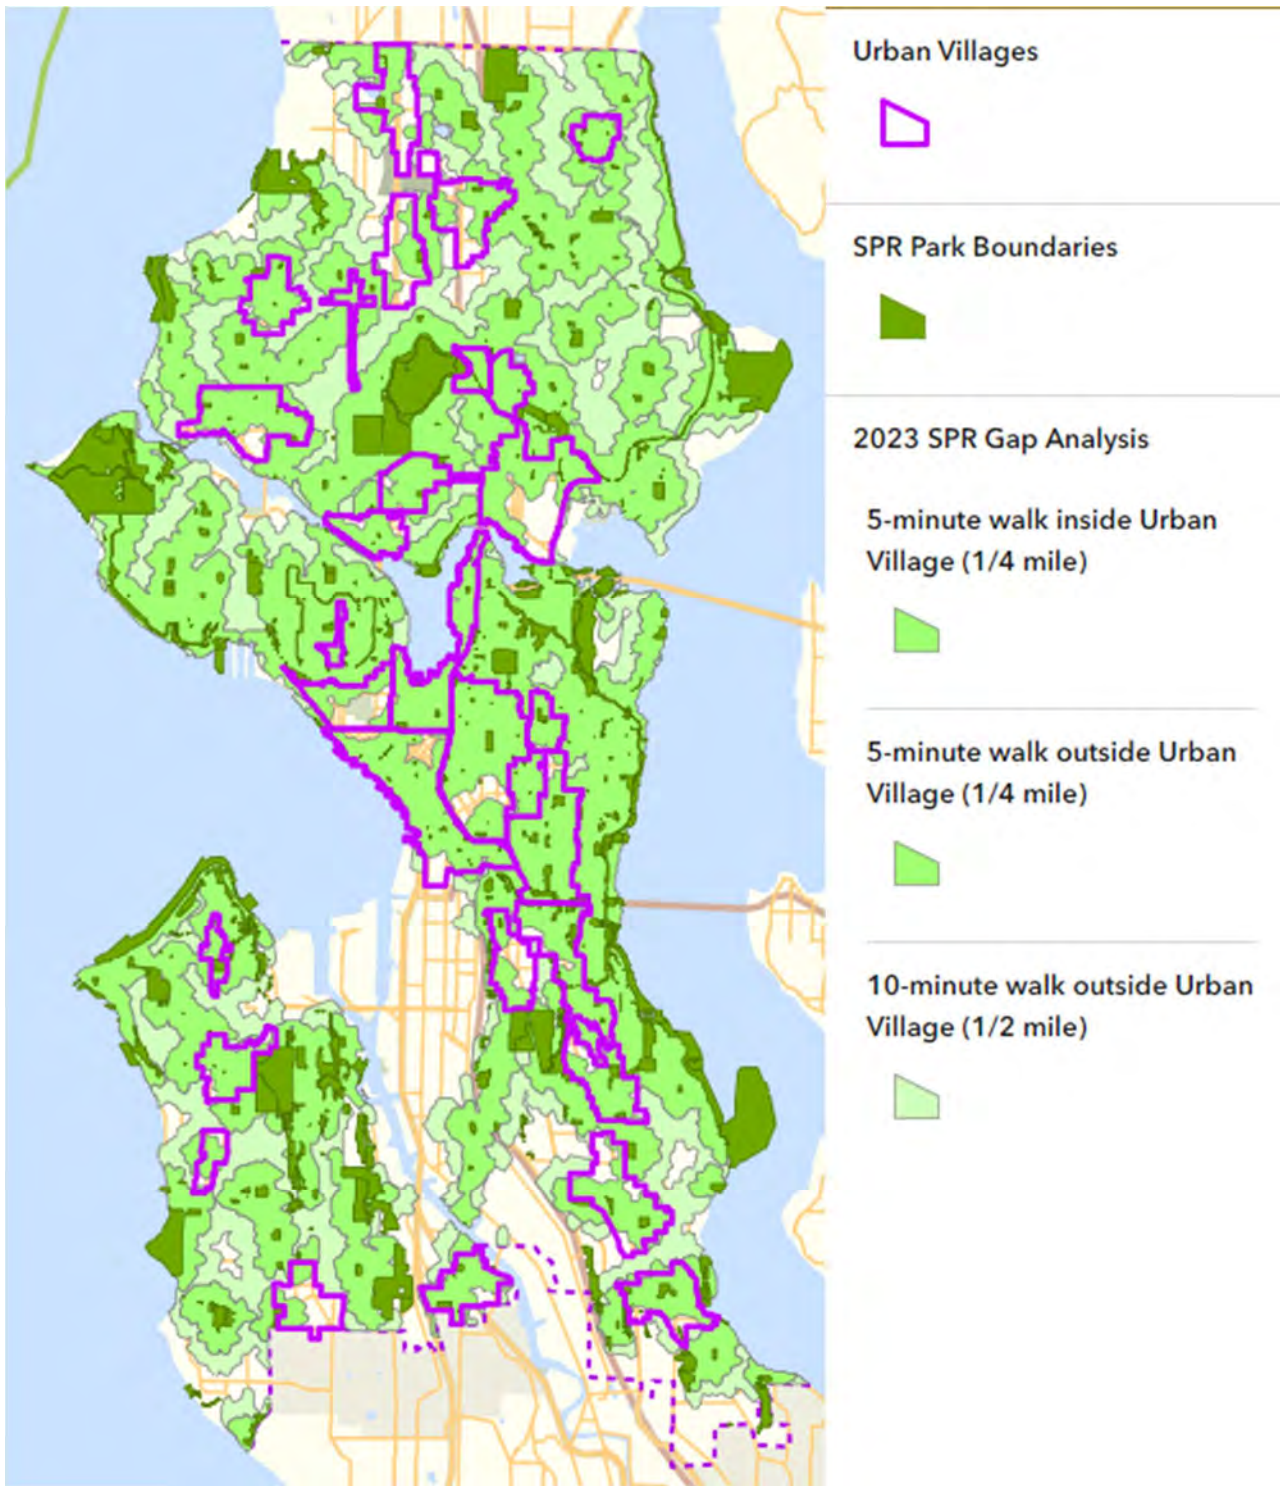 Urban Villages
SPR Park Boundaries
2023 SPR Gap Analysis
5-minute walk inside Urban
Village (1/4 mile)
5-minute walk outside Urban
Village (1/4 mile)
10-minute walk outside Urban
Village (1/2 mile)